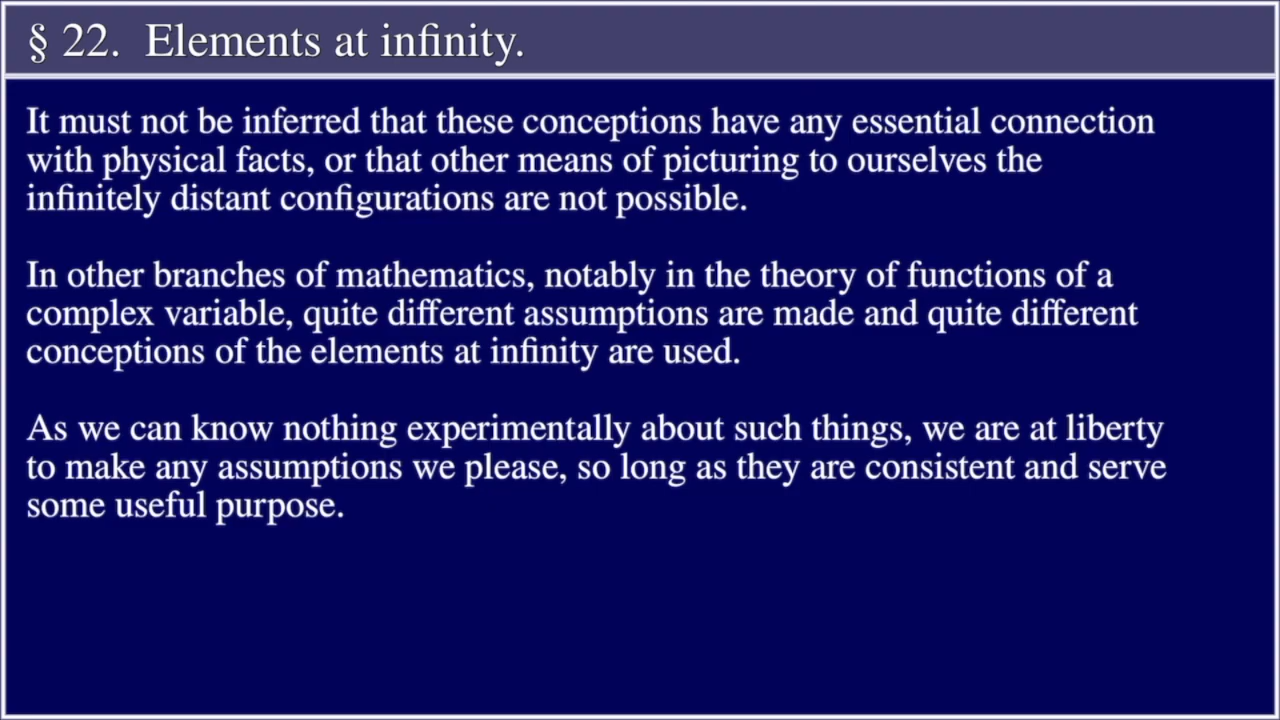 § 22. Elements at infinity.
It must not be inferred that these conceptions have any essential connection
with physical facts, or that other means of picturing to ourselves the
infinitely distant configurations are not possible.
In other branches of mathematics, notably in the theory of functions of a
complex variable, quite different assumptions are made and quite different
conceptions of the elements at infinity are used.
As we can know nothing experimentally about such things, we are at liberty
to make any assumptions we please, so long as they are consistent and serve
some useful purpose.